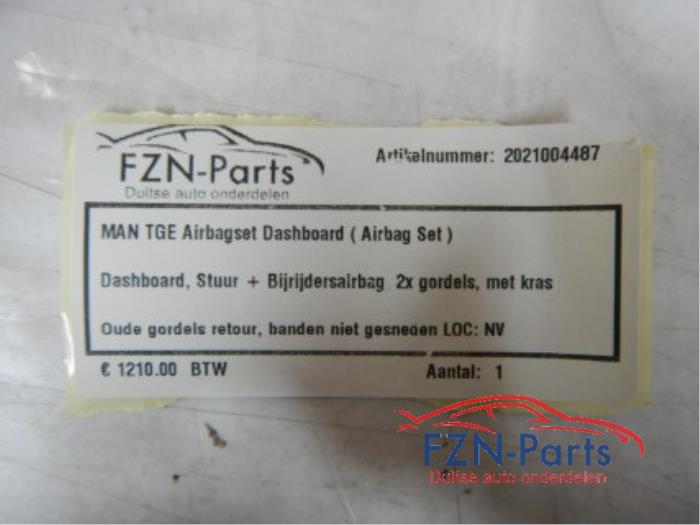 FZN-Parts
Duitse auto onderdelen
Artikelnummer: 2021004487
MAN TGE Airbagset Dashboard ( Airbag Set )
Dashboard, Stuur + Bijrijdersairbag 2x gordels, met kras
Oude gordels retour, banden niet gesneden LOC: NV
€ 1210.00 BTW
Aantal: 1
FZN-Parts
Duitse auto onderdelen